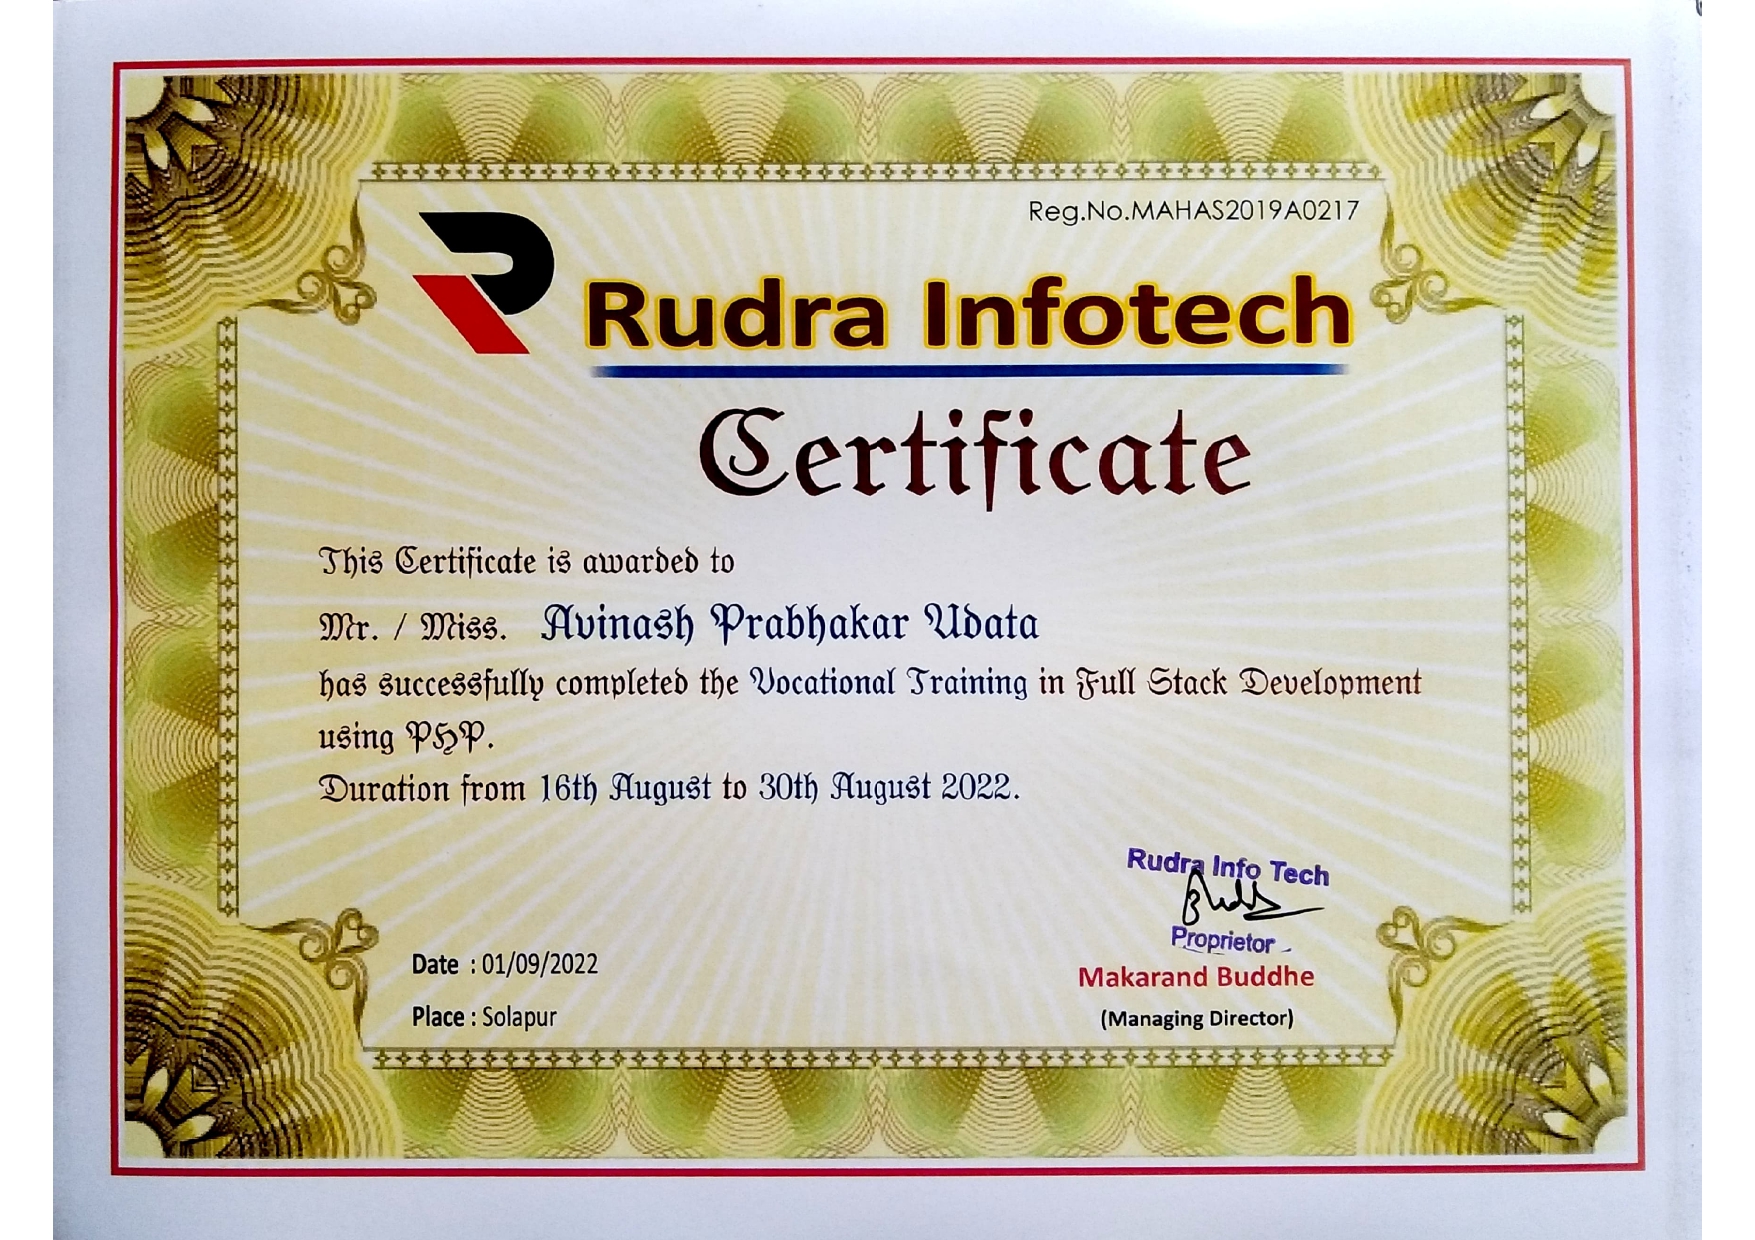 Reg.No.MAHAS2019A0217
Rudra Infotech
Certificate
This Certificate is awarded to
Mr. / Miss. Avinash Prabhakar Udata
has successfully completed the Vocational Training in Full Stack Development
using PHP.
Duration from 16th August to 30th August 2022.
Rudra Info Tech
Proprietor
Date : 01/09/2022
Makarand Buddhe
Place : Solapur
(Managing Director)